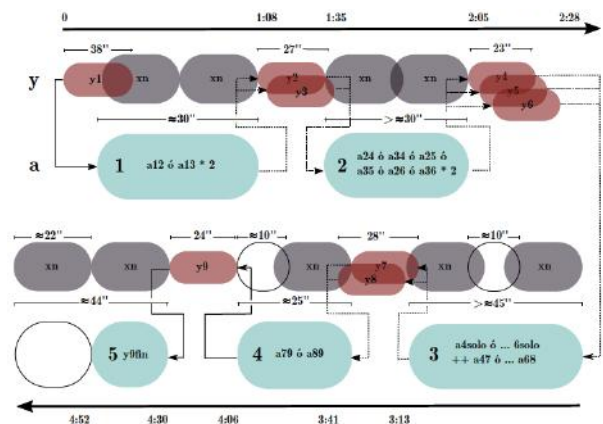 0 1:08 1:35 2:05 2:28
38" 27" 23"
y y1 xn xn y2 xn xn y4
y3 y5
y6
≈30" >≈30"
a
1 a12 ó a13 * 2
2 a24 ó a34 ó a25 ó
a35 ó a26 ó a36 * 2
≈22" 24" ≈10" 28" ≈10"
xn xn y9 xn y7 xn xn
y8
≈44" ≈25" >≈45"
5 y9fin
4 a79 ó a89
3 a4solo ó ... 6solo
++ a47 ó ... a68
4:52 4:30 4:06 3:41 3:13